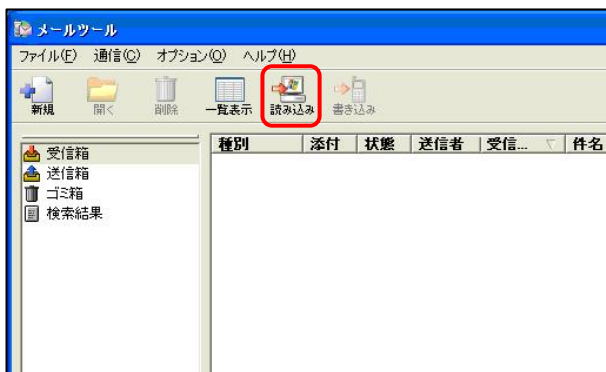 メールツール
ファイル(F) 通信(C) オプション(O) ヘルプ(H)
新規 開く 削除 一覧表示 読み込み 書き込み
種別 添付 状態 送信者 受信... 件名
受信箱
送信箱
ゴミ箱
検索結果